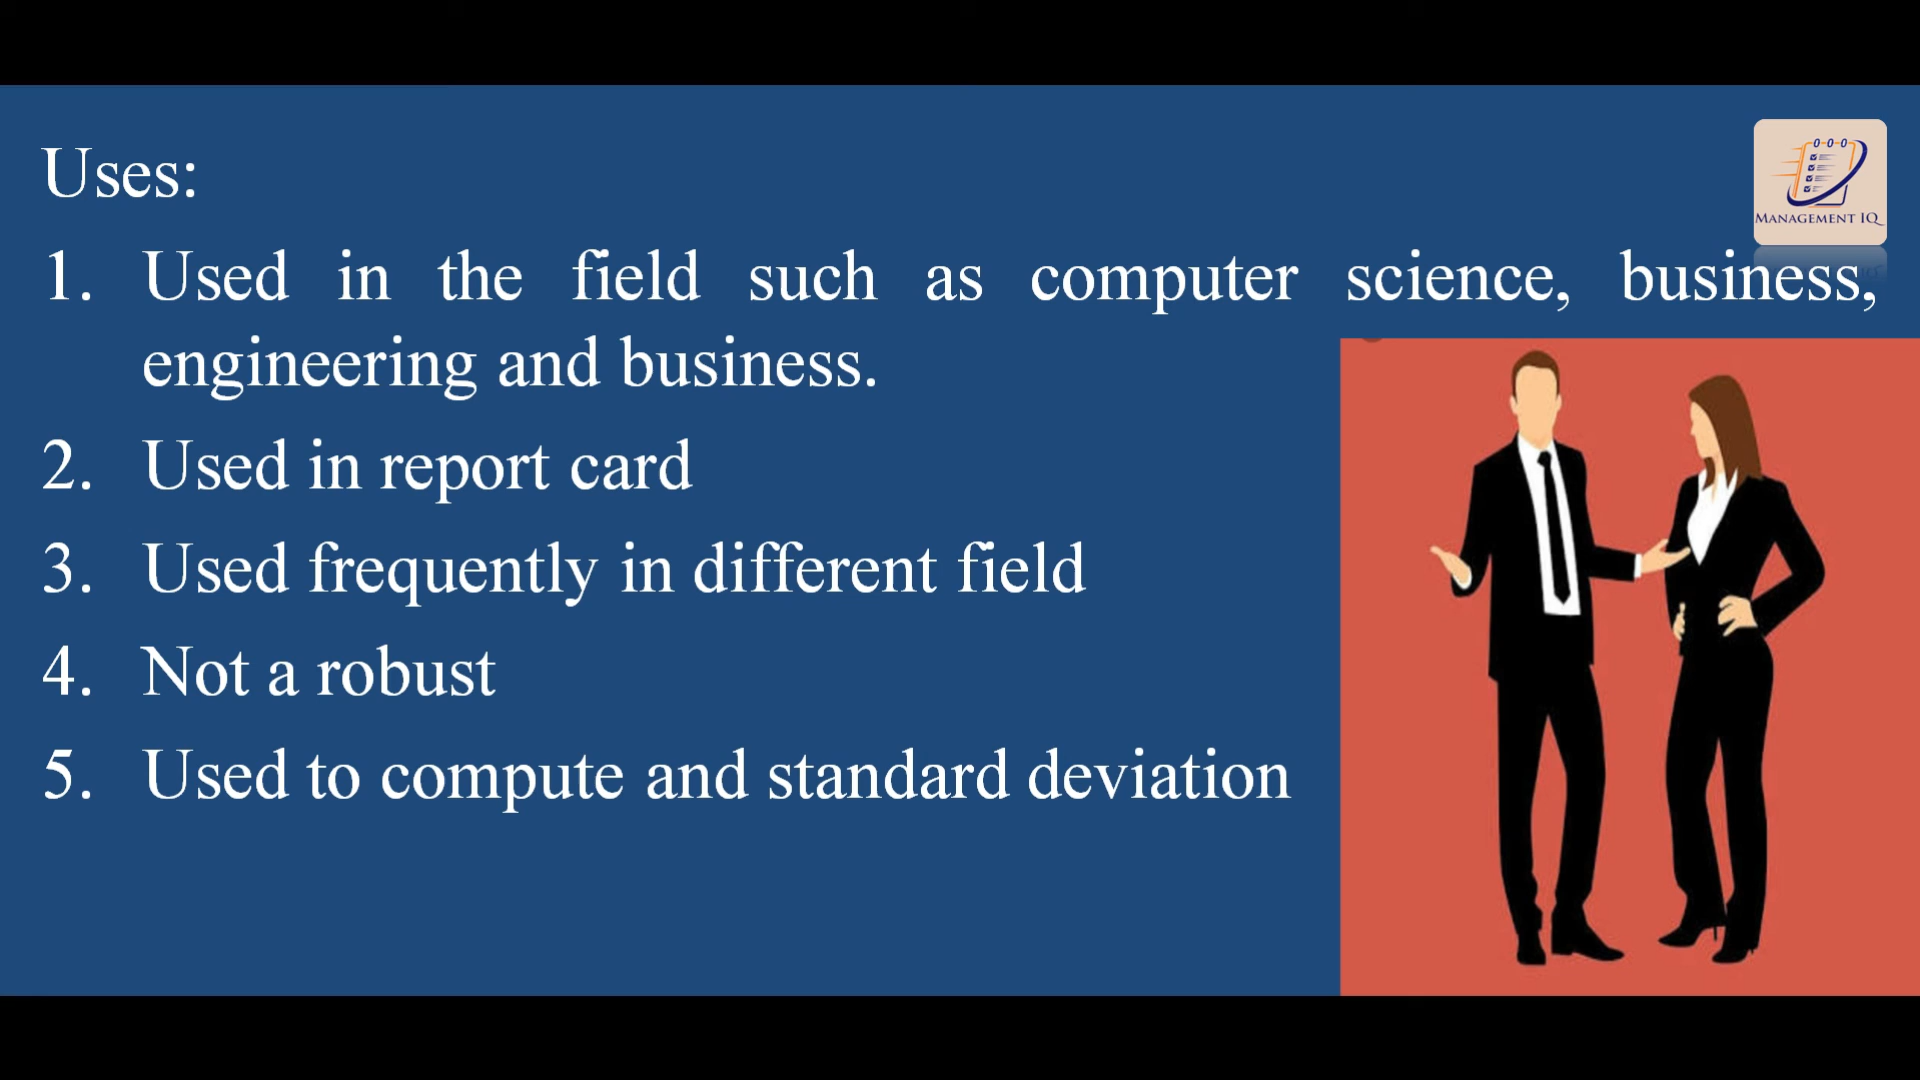 Uses:
MANAGEMENT IQ
1. Used in the field such as computer science, business,
engineering and business.
2. Used in report card
3. Used frequently in different field
4. Not a robust
5. Used to compute and standard deviation